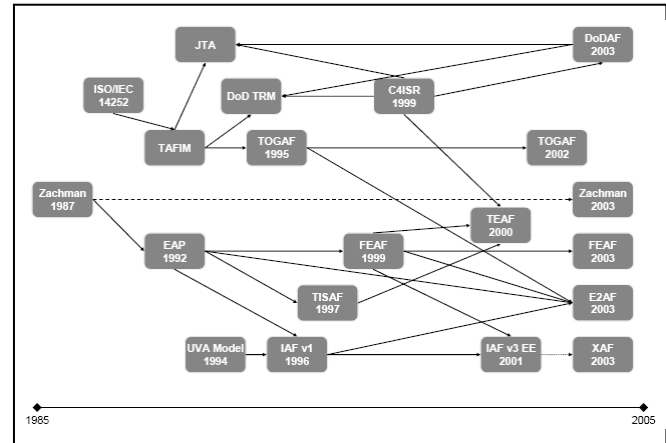 JTA
DoDAF
2003
ISO/IEC
14252
DoD TRM
C4ISR
1999
TAFIM
TOGAF
1995
TOGAF
2002
Zachman
1987
Zachman
2003
TEAF
2000
EAP
1992
FEAF
1999
FEAF
2003
TISAF
1997
E2AF
2003
UVA Model
1994
IAF v1
1996
IAF v3 EE
2001
XAF
2003
1985
2005